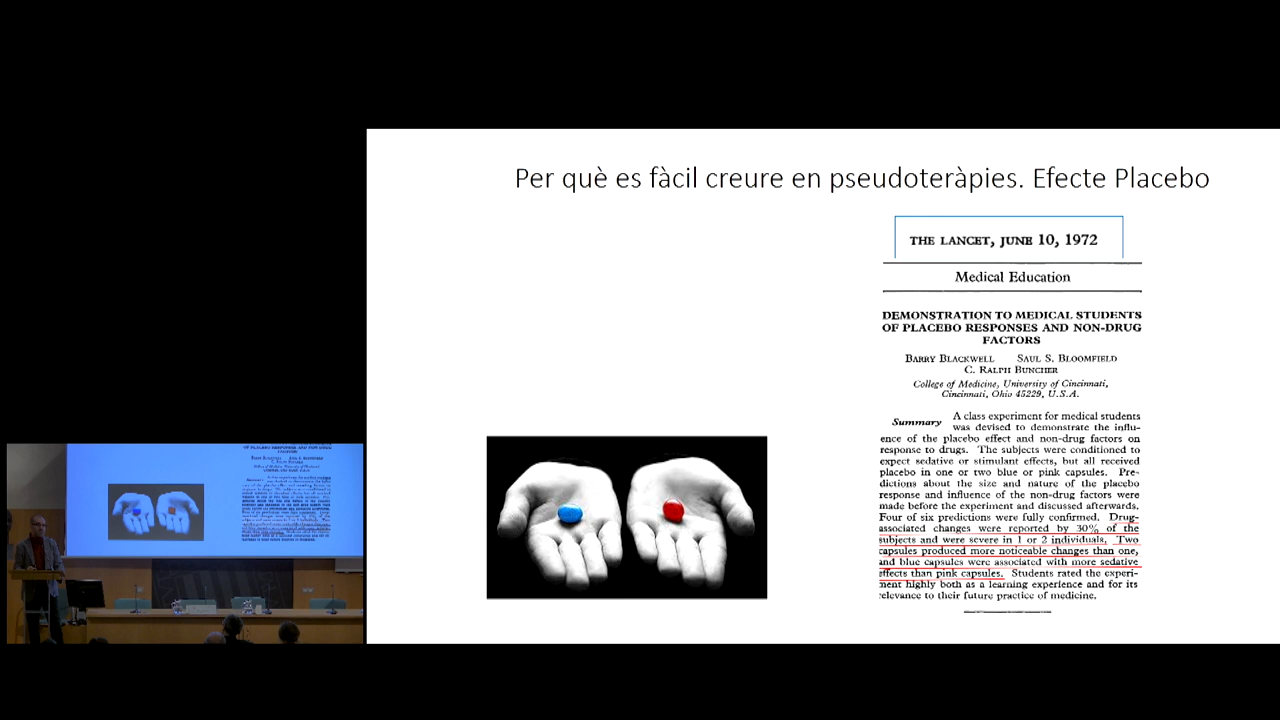 Per què es fàcil creure en pseudoteràpies. Efecte Placebo
THE LANCET, JUNE 10, 1972
Medical Education
DEMONSTRATION TO MEDICAL STUDENTS
OF PLACEBO RESPONSES AND NON-DRUG
FACTORS
BARRY BLACKWELL SAUL S. BLOOMFIELD
C. RALPH BUNCHER
College of Medicine, University of Cincinnati,
Cincinnati, Ohio 45229, U.S.A.
Summary A class experiment for medical students
was devised to demonstrate the influ-
ence of the placebo effect and non-drug factors on
response to drugs. The subjects were conditioned to
expect sedative or stimulant effects, but all received
placebo in one or two blue or pink capsules. Pre-
dictions about the size and nature of the placebo
response and influence of the non-drug factors were
made before the experiment and discussed afterwards.
Four of six predictions were fully confirmed. Drug-
associated changes were reported by 30% of the
subjects and were severe in 1 or 2 individuals. Two
capsules produced more noticeable changes than one,
and blue capsules were associated with more sedative
effects than pink capsules. Students rated the experi-
ment highly both as a learning experience and for its
relevance to their future practice of medicine.